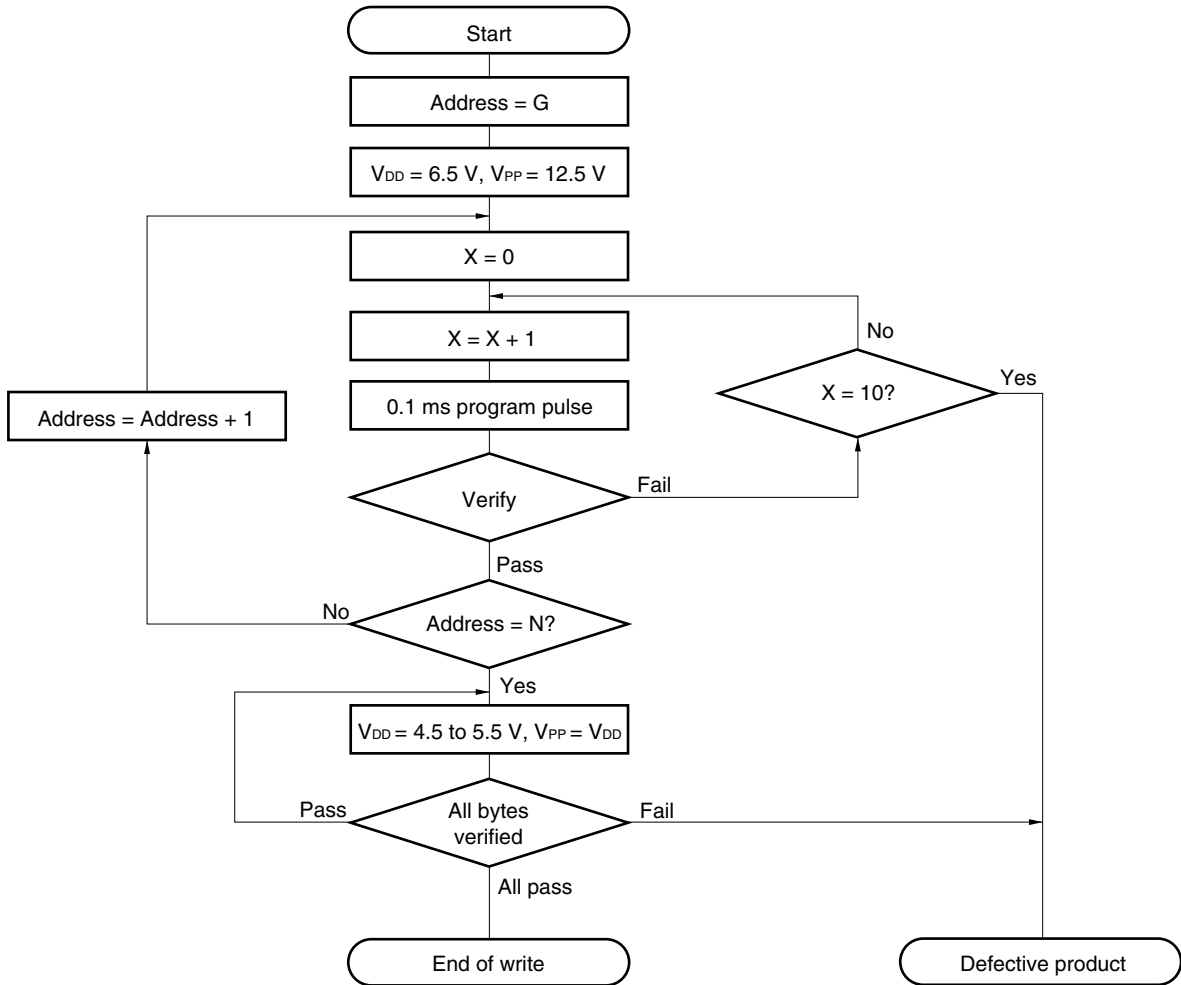 Start
Address = G
VDD = 6.5 V, VPP = 12.5 V
X = 0
X = X + 1
No
X = 10?
Yes
Address = Address + 1
0.1 ms program pulse
Verify
Fail
Pass
No
Address = N?
Yes
VDD = 4.5 to 5.5 V, VPP = VDD
Pass
All bytes
verified
Fail
All pass
End of write
Defective product